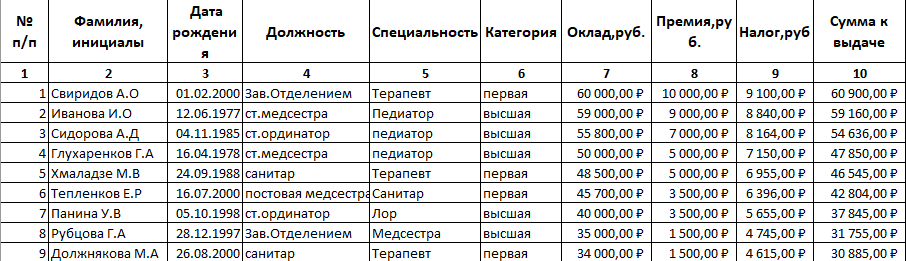 № п/п Фамилия, инициалы Дата рождения Должность Специальность Категория Оклад,руб. Премия,руб. Налог,руб Сумма к выдаче
1 2 3 4 5 6 7 8 9 10
1 Свиридов А.О 01.02.2000 Зав.Отделением Терапевт первая 60 000,00 ₽ 10 000,00 ₽ 9 100,00 ₽ 60 900,00 ₽
2 Иванова И.О 12.06.1977 ст.медсестра Педиатор высшая 59 000,00 ₽ 9 000,00 ₽ 8 840,00 ₽ 59 160,00 ₽
3 Сидорова А.Д 04.11.1985 ст.ординатор педиатор высшая 55 800,00 ₽ 7 000,00 ₽ 8 164,00 ₽ 54 636,00 ₽
4 Глухаренков Г.А 16.04.1978 ст.медсестра педиатор высшая 50 000,00 ₽ 5 000,00 ₽ 7 150,00 ₽ 47 850,00 ₽
5 Хмаладзе М.В 24.09.1988 санитар Терапевт первая 48 500,00 ₽ 5 000,00 ₽ 6 955,00 ₽ 46 545,00 ₽
6 Тепленков Е.Р 16.07.2000 постовая медсестра Санитар первая 45 700,00 ₽ 3 500,00 ₽ 6 396,00 ₽ 42 804,00 ₽
7 Панина У.В 05.10.1998 ст.ординатор Лор высшая 40 000,00 ₽ 3 500,00 ₽ 5 655,00 ₽ 37 845,00 ₽
8 Рубцова Г.А 28.12.1997 Зав.Отделением Медсестра высшая 35 000,00 ₽ 1 500,00 ₽ 4 745,00 ₽ 31 755,00 ₽
9 Должнякова М.А 26.08.2000 санитар Терапевт первая 34 000,00 ₽ 1 500,00 ₽ 4 615,00 ₽ 30 885,00 ₽